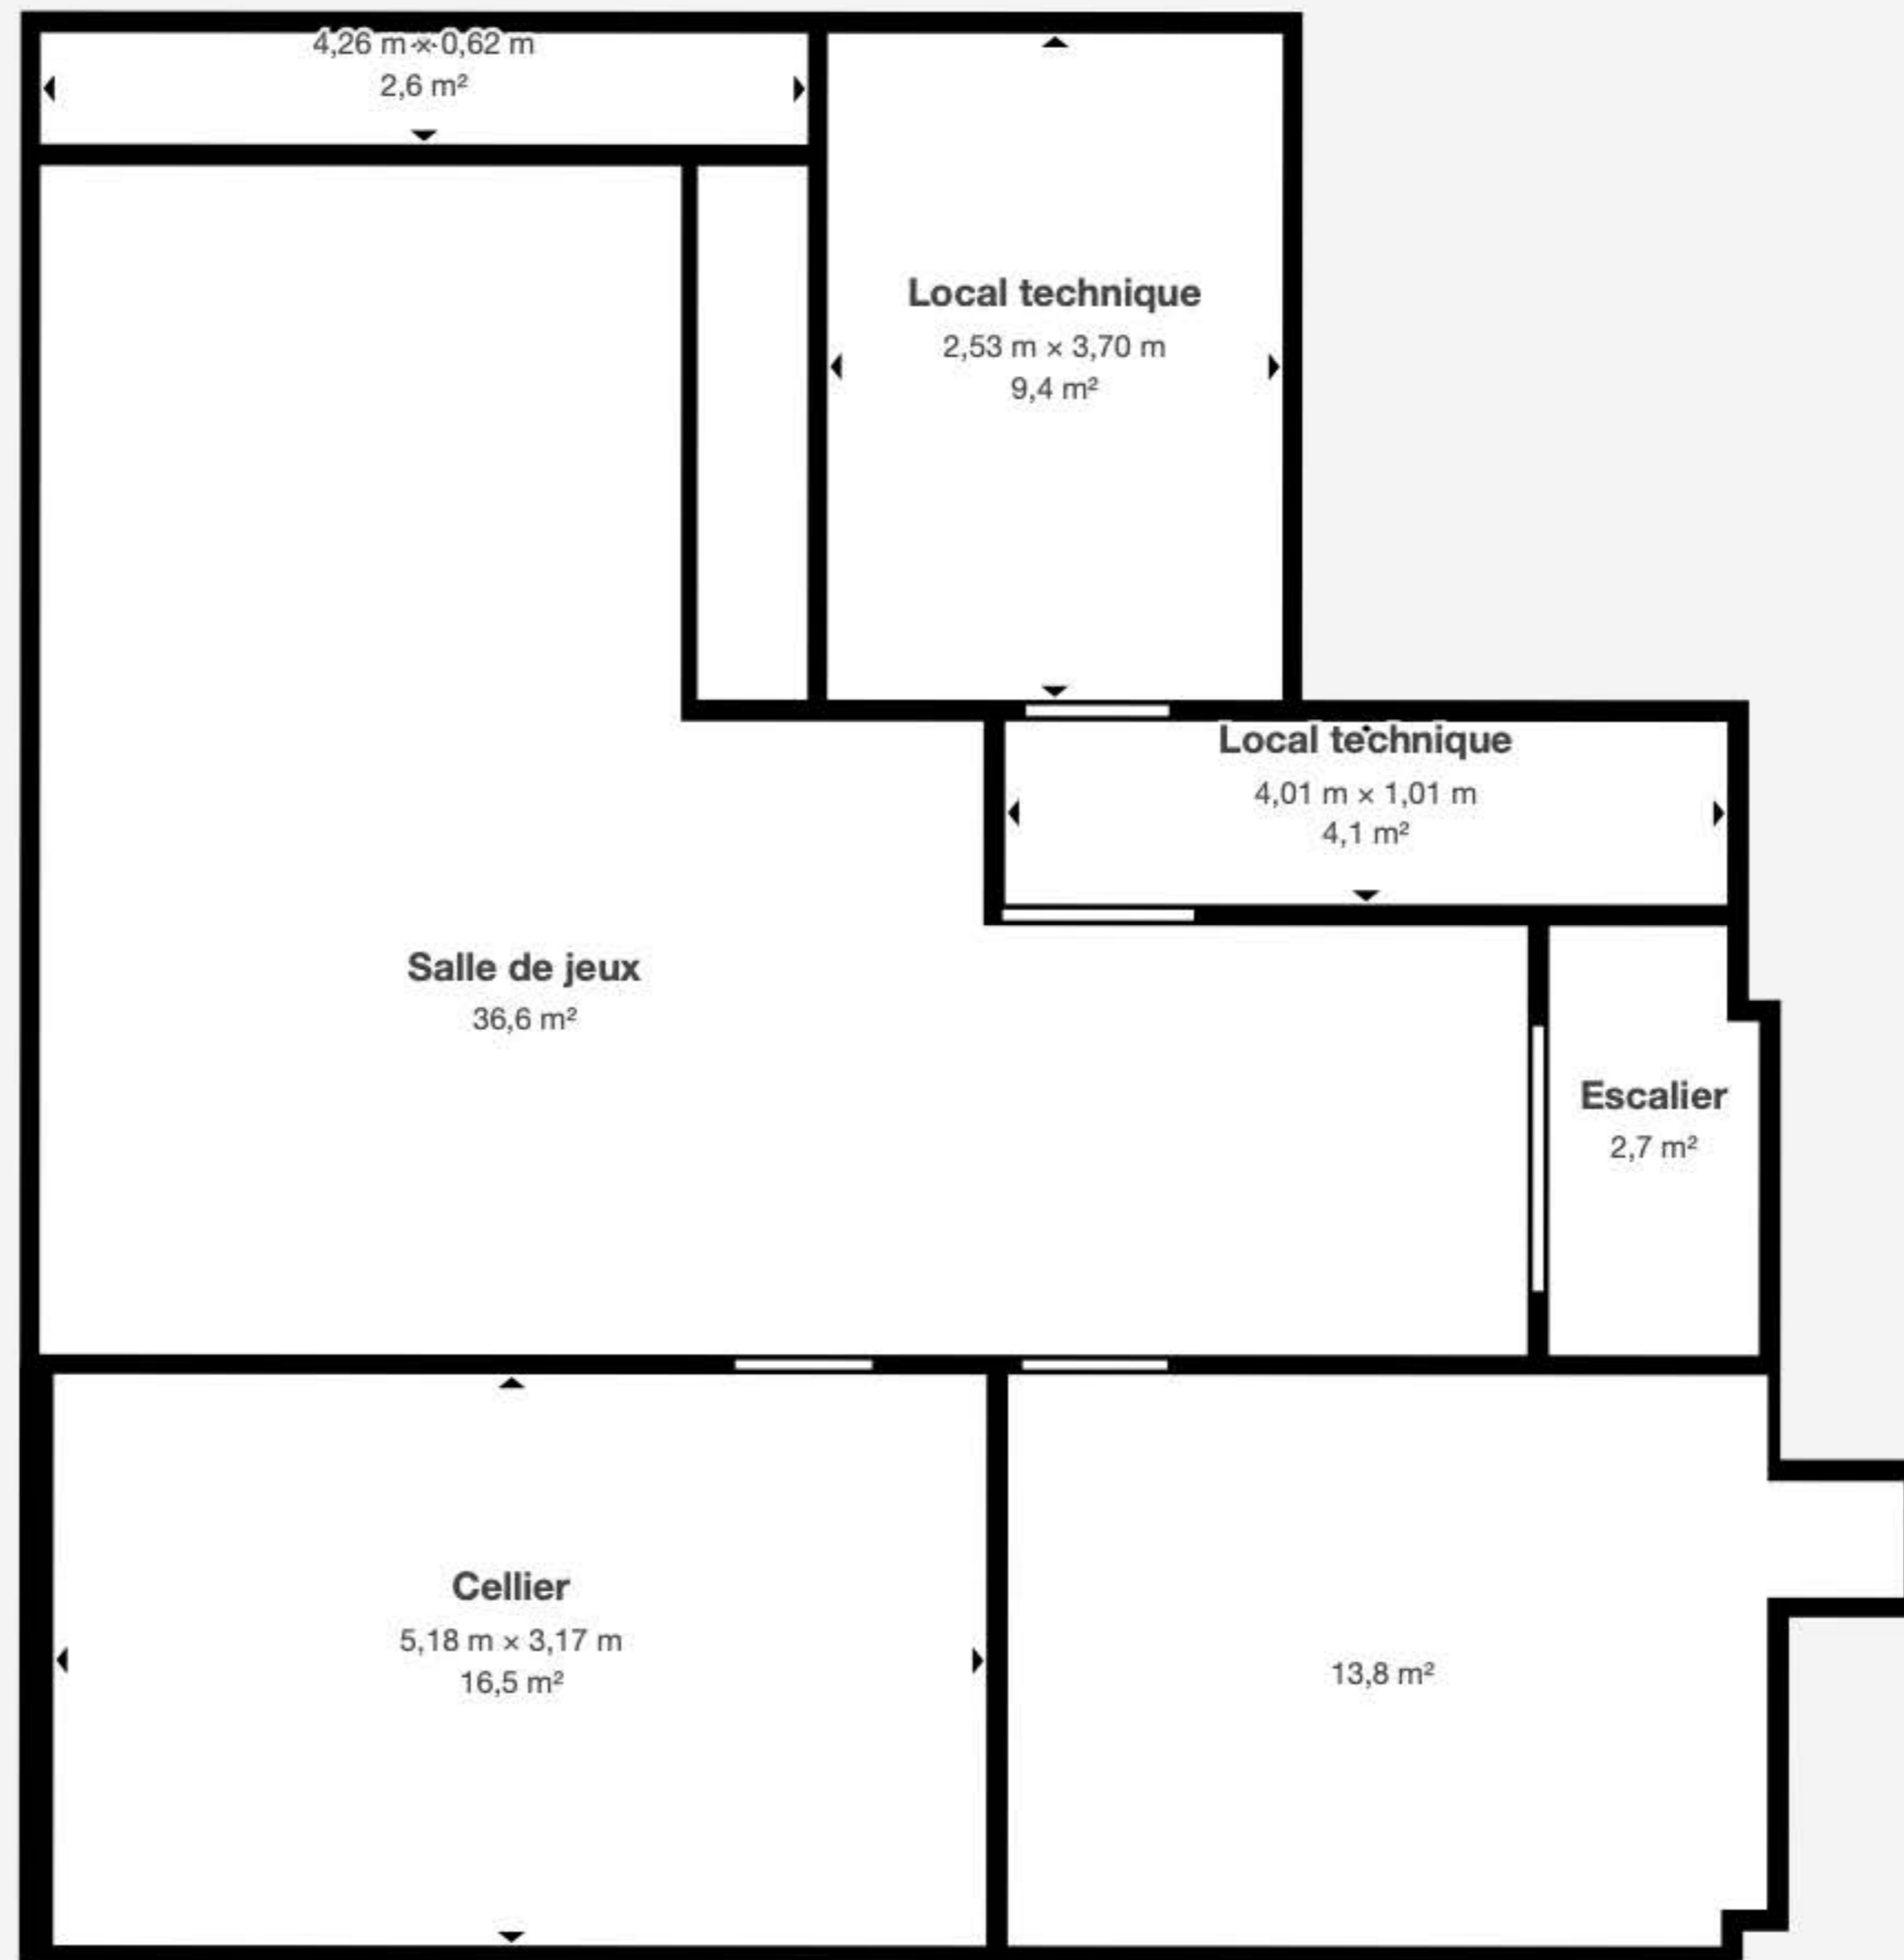 4,26 m × 0,62 m
2,6 m²
Local technique
2,53 m × 3,70 m
9,4 m²
Local technique
4,01 m × 1,01 m
4,1 m²
Salle de jeux
36,6 m²
Escalier
2,7 m²
Cellier
5,18 m × 3,17 m
16,5 m²
13,8 m²